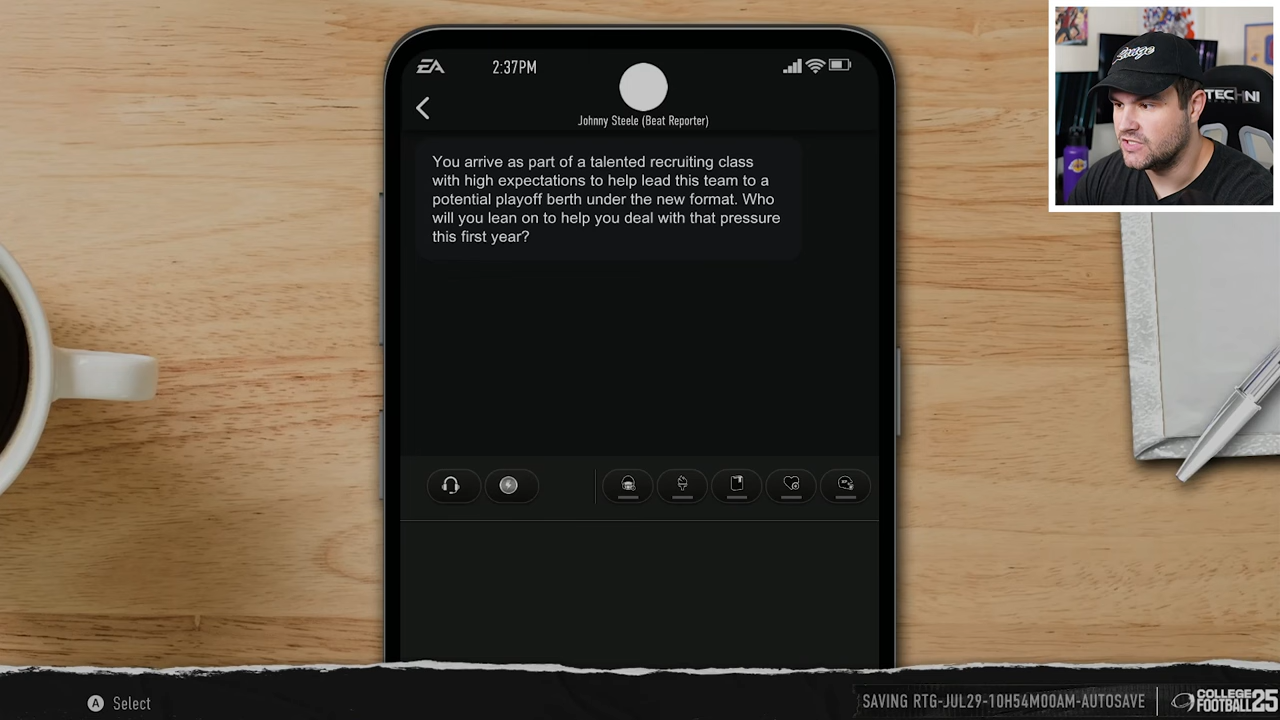 EA
2:37PM
Johnny Steele (Beat Reporter)
You arrive as part of a talented recruiting class
with high expectations to help lead this team to a
potential playoff berth under the new format. Who
will you lean on to help you deal with that pressure
this first year?
A Select
SAVING RTG-JUL29-10H54M00AM-AUTOSAVE
COLLEGE
FOOTBALL 25
TECHNI